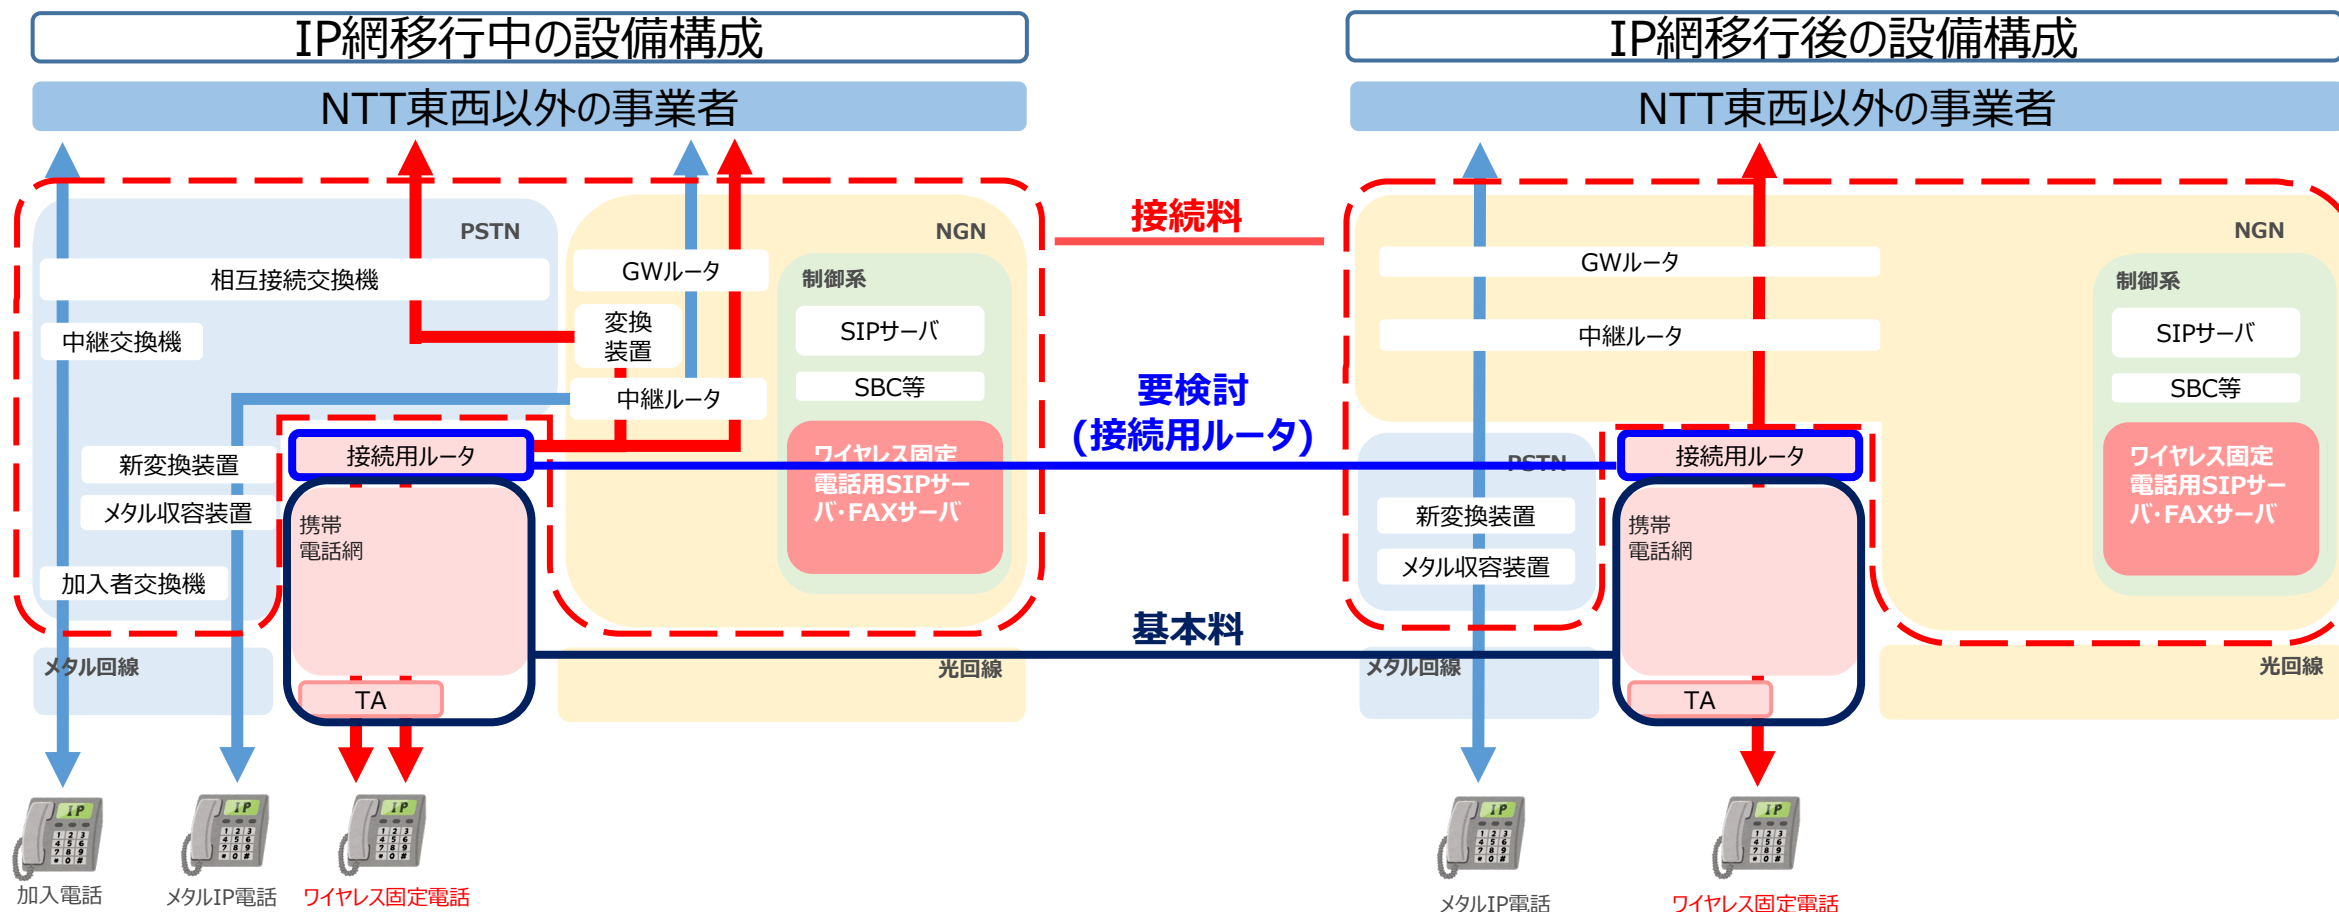 IP網移行中の設備構成
NTT東西以外の事業者
PSTN
NGN
相互接続交換機
GWルータ
制御系
中継交換機
変換
装置
SIPサーバ
中継ルータ
SBC等
新変換装置
接続用ルータ
ワイヤレス固定
電話用SIPサー
バ・FAXサーバ
メタル収容装置
携帯
電話網
加入者交換機
メタル回線
光回線
TA
加入電話
メタルIP電話
ワイヤレス固定電話
接続料
要検討
(接続用ルータ)
基本料
IP網移行後の設備構成
NTT東西以外の事業者
NGN
GWルータ
制御系
中継ルータ
SIPサーバ
SBC等
PSTN
接続用ルータ
ワイヤレス固定
電話用SIPサー
バ・FAXサーバ
新変換装置
携帯
電話網
メタル収容装置
メタル回線
光回線
TA
メタルIP電話
ワイヤレス固定電話